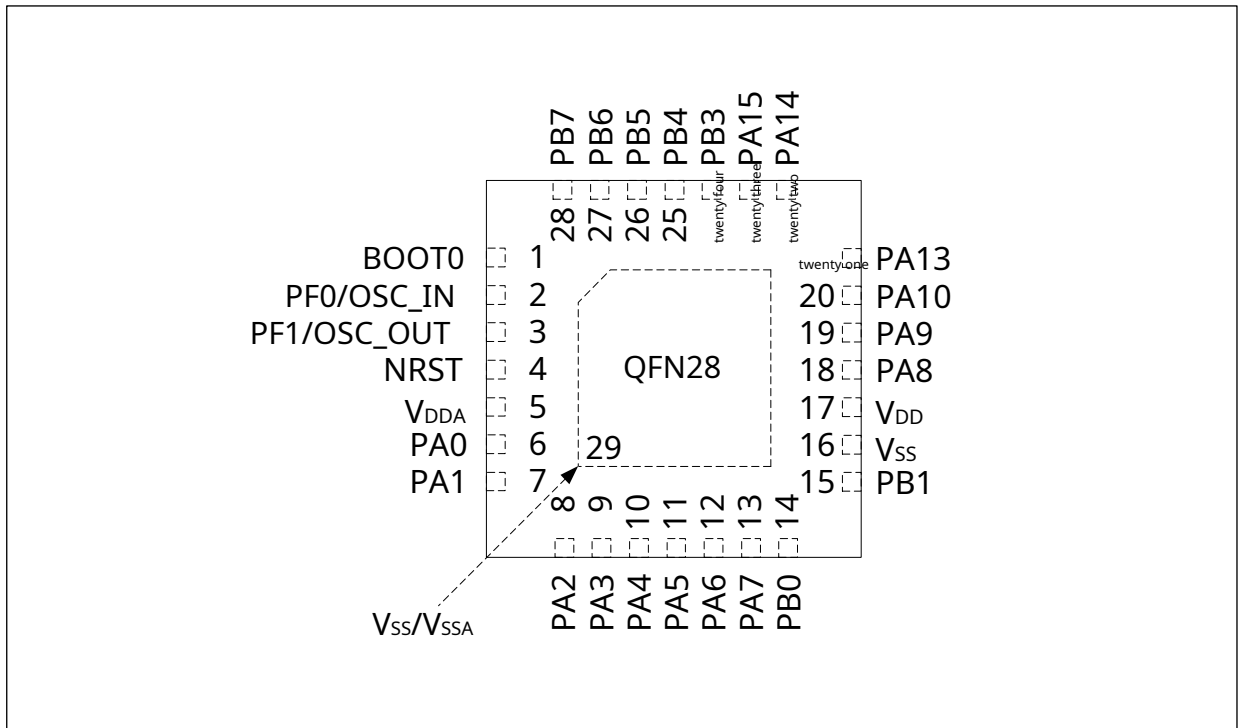 PB7
PB6
PB5
PB4
PB3
PA15
PA14
28
27
26
25
twenty four
twenty three
twenty two
BOOT0 1
PF0/OSC_IN 2
PF1/OSC_OUT 3
NRST 4
VDDA 5
PA0 6
PA1 7
twenty one PA13
20 PA10
19 PA9
18 PA8
17 VDD
16 VSS
15 PB1
QFN28
29
8
9
10
11
12
13
14
PA2
PA3
PA4
PA5
PA6
PA7
PB0
VSS/VSSA